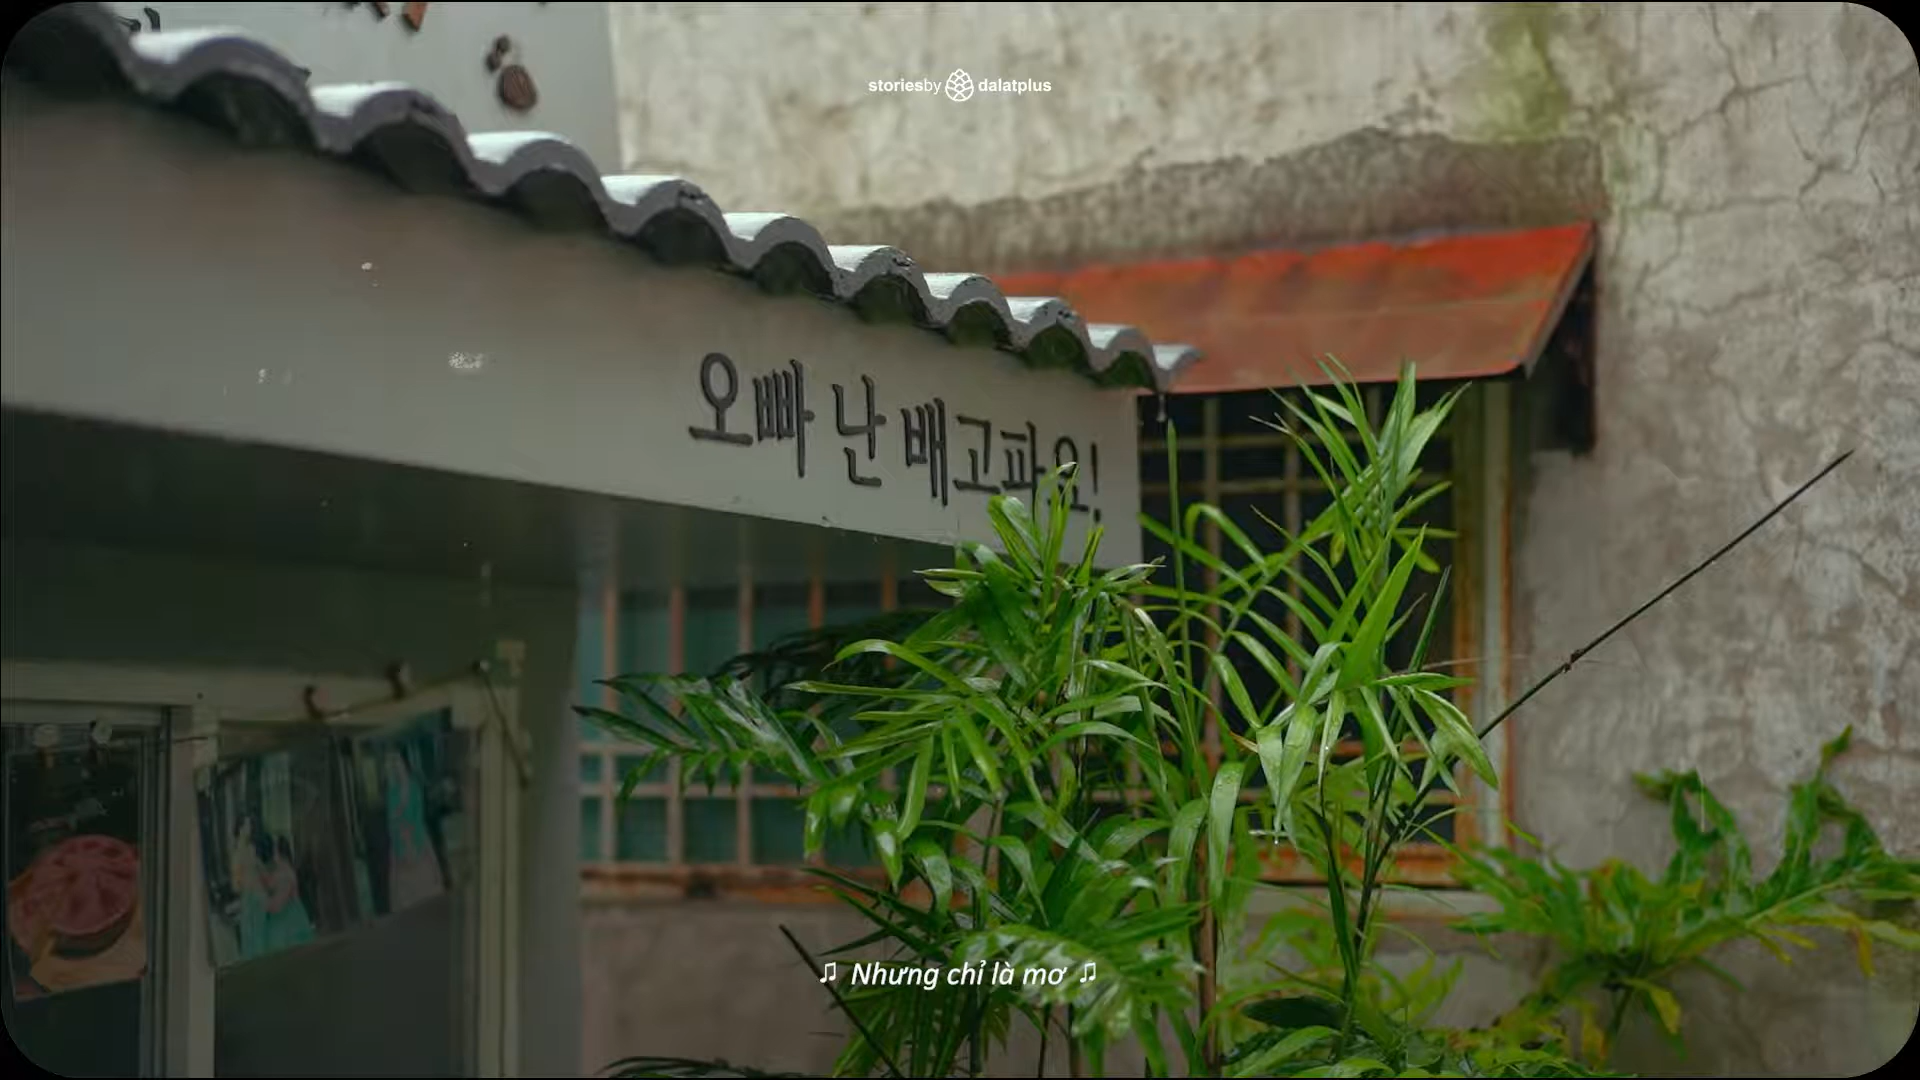 storiesby dalatplus
오빠 난 배고파요!
♫ Nhưng chỉ là mơ ♫